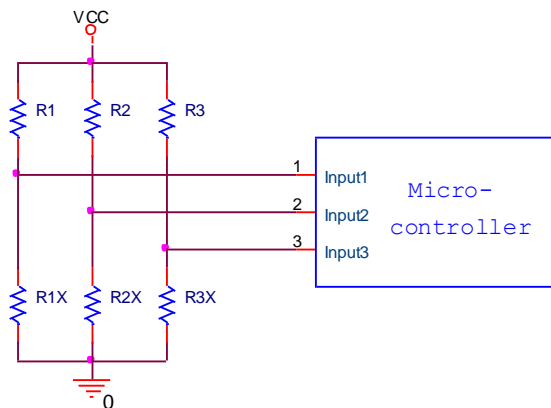 VCC
R1
R2
R3
1
Input1
2
Input2
3
Input3
Micro-
controller
R1X
R2X
R3X
0